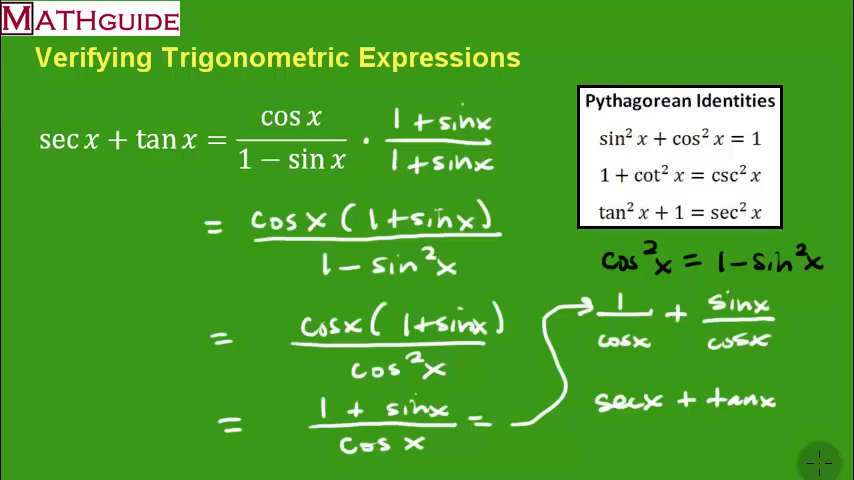 MATHGUIDE
Verifying Trigonometric Expressions
sec x + tan x = cos x / (1 − sin x) · (1 + sinx) / (1 + sinx)
= cosx (1+sinx) / (1 − sin²x)
= cosx (1+sinx) / cos²x
= (1 + sinx) / cos x =
Pythagorean Identities
sin² x + cos² x = 1
1 + cot² x = csc² x
tan² x + 1 = sec² x
cos²x = 1 − sin²x
1 / cosx + sinx / cosx
secx + tanx